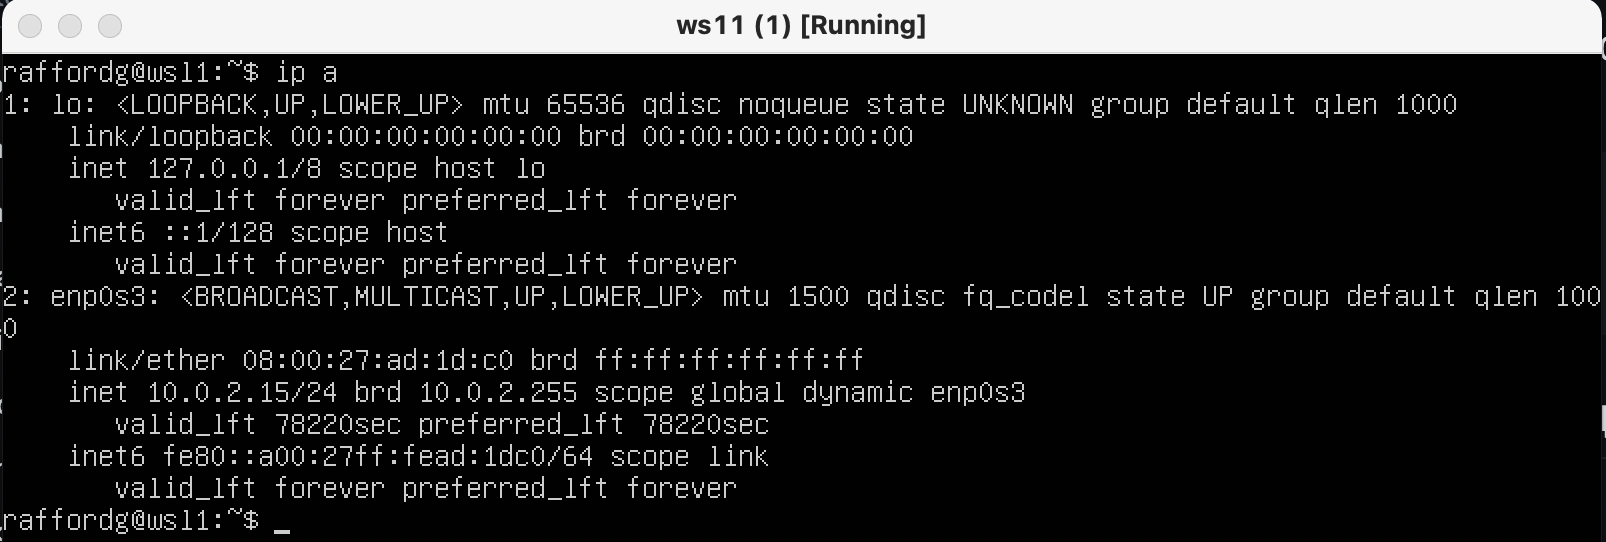 ws11 (1) [Running]
raffordg@wsl1:~$ ip a
1: lo: <LOOPBACK,UP,LOWER_UP> mtu 65536 qdisc noqueue state UNKNOWN group default qlen 1000
    link/loopback 00:00:00:00:00:00 brd 00:00:00:00:00:00
    inet 127.0.0.1/8 scope host lo
       valid_lft forever preferred_lft forever
    inet6 ::1/128 scope host
       valid_lft forever preferred_lft forever
2: enp0s3: <BROADCAST,MULTICAST,UP,LOWER_UP> mtu 1500 qdisc fq_codel state UP group default qlen 100
0
    link/ether 08:00:27:ad:1d:c0 brd ff:ff:ff:ff:ff:ff
    inet 10.0.2.15/24 brd 10.0.2.255 scope global dynamic enp0s3
       valid_lft 78220sec preferred_lft 78220sec
    inet6 fe80::a00:27ff:fead:1dc0/64 scope link
       valid_lft forever preferred_lft forever
raffordg@wsl1:~$ _